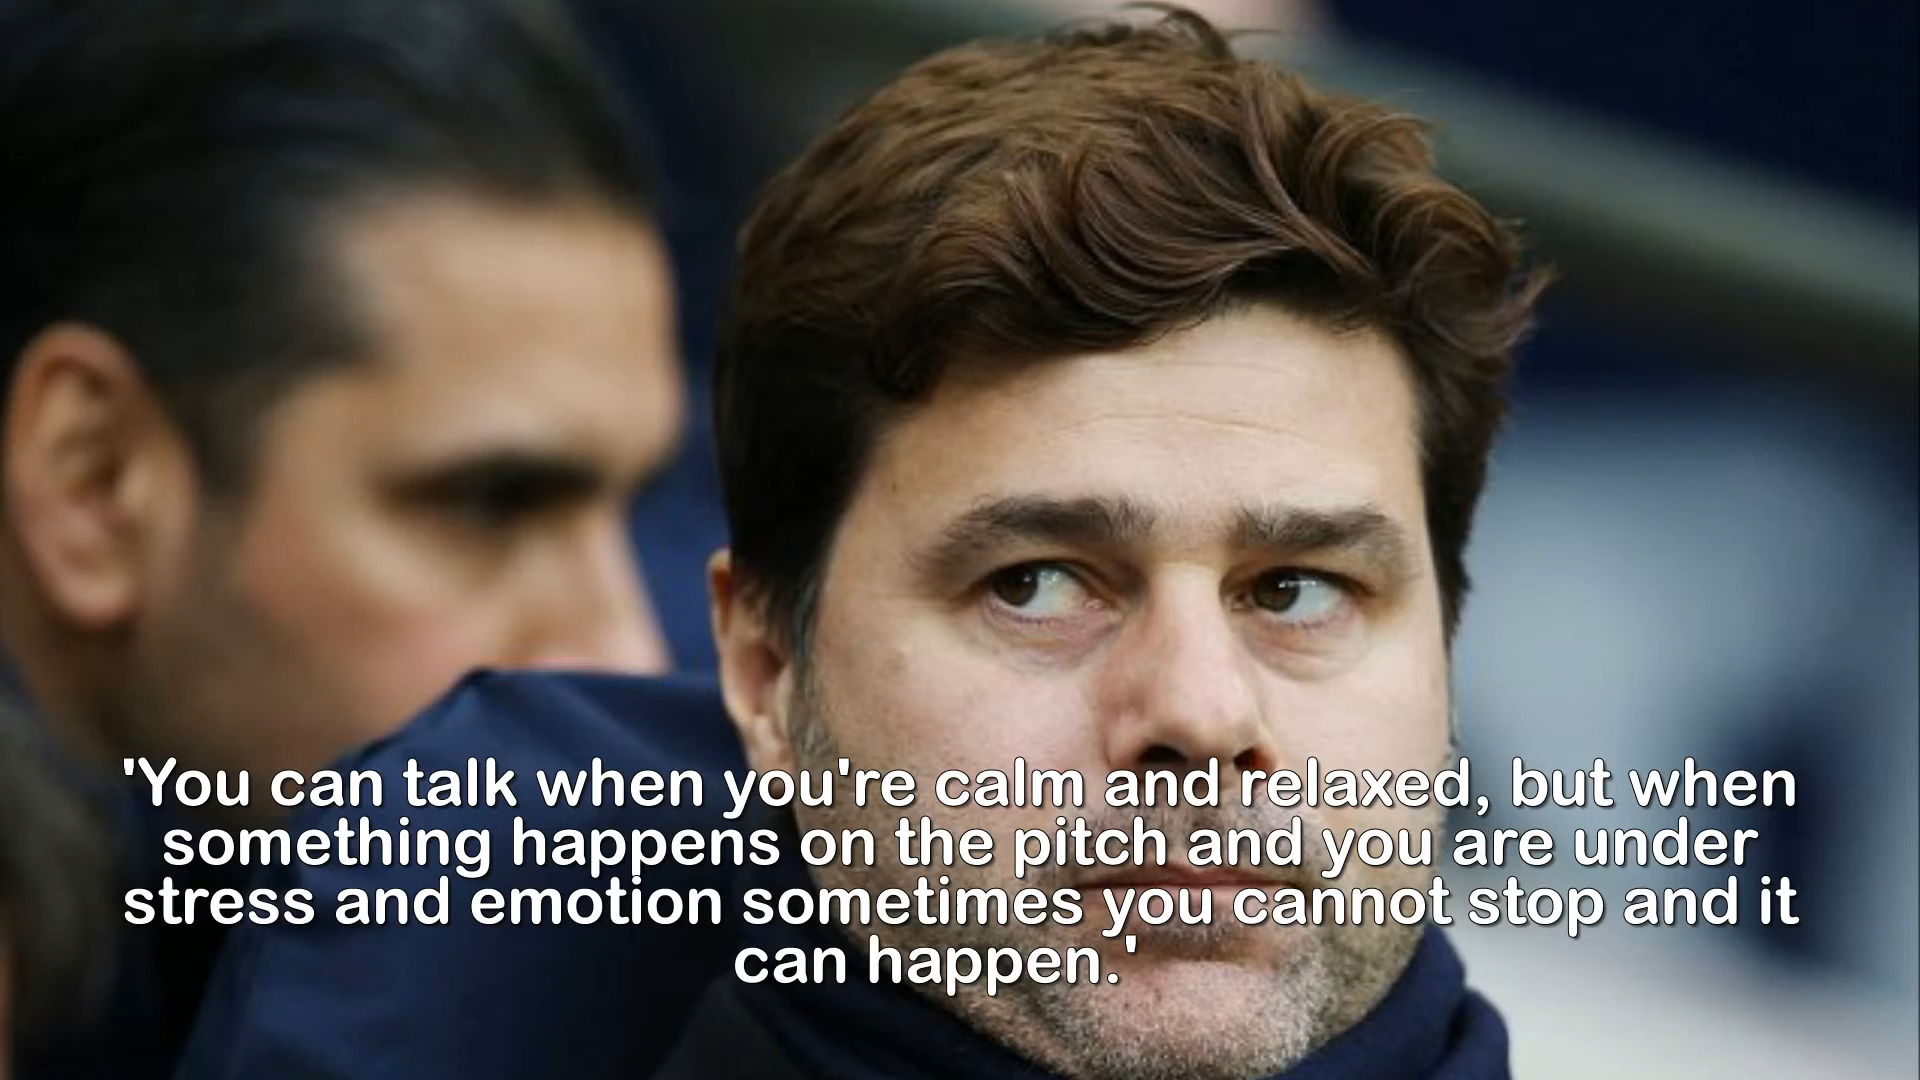 'You can talk when you're calm and relaxed, but when
something happens on the pitch and you are under
stress and emotion sometimes you cannot stop and it
can happen.'